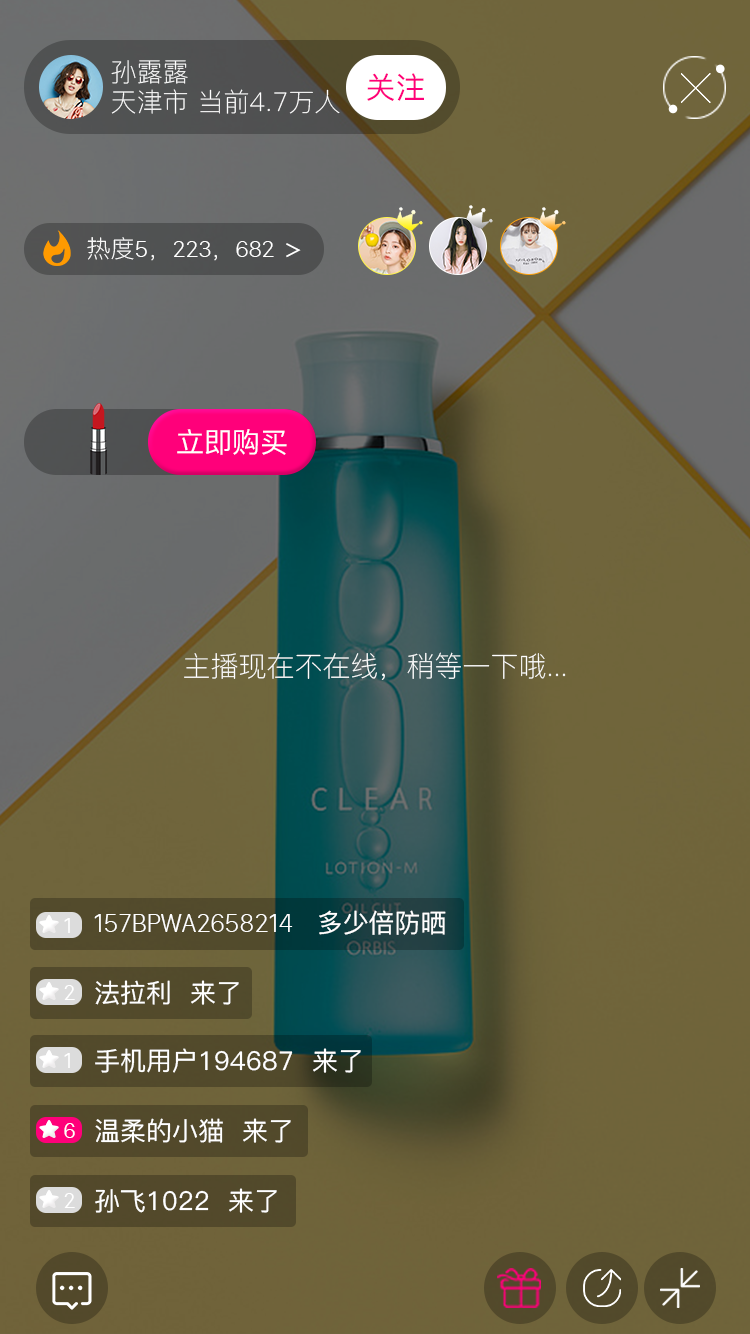 孙露露
天津市 当前4.7万人
关注
热度5，223，682 >
立即购买
主播现在不在线，稍等一下哦...
CLEAR
LOTION-M
OIL CUT
ORBIS
1 157BPWA2658214 多少倍防晒
2 法拉利 来了
1 手机用户194687 来了
6 温柔的小猫 来了
2 孙飞1022 来了